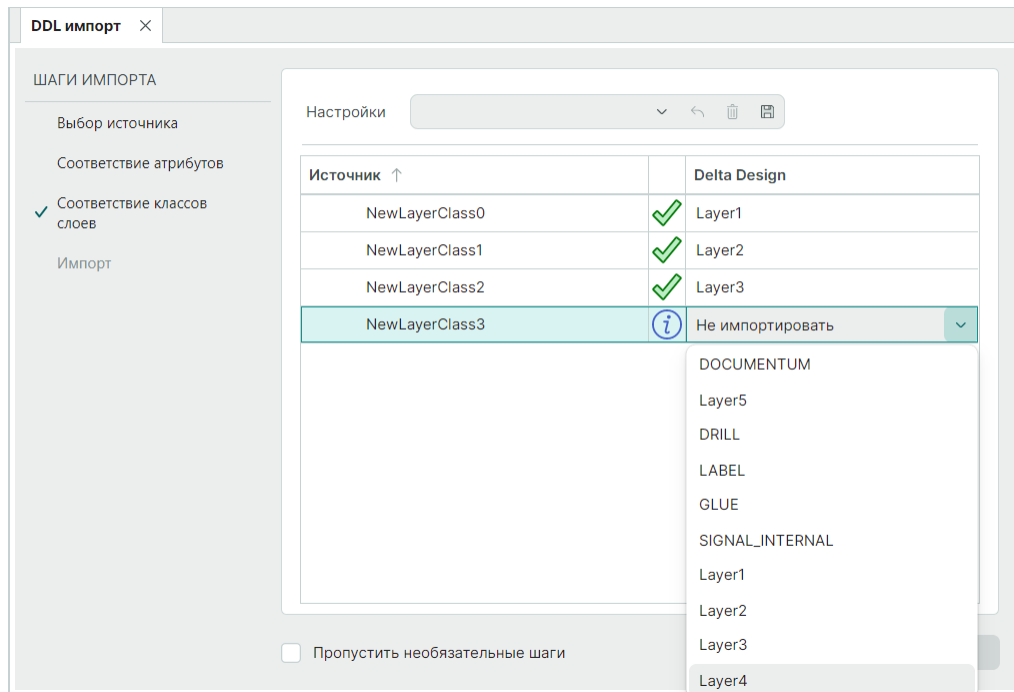 DDL импорт
ШАГИ ИМПОРТА
Выбор источника
Соответствие атрибутов
Соответствие классов
слоев
Импорт
Настройки
Источник Delta Design
NewLayerClass0 Layer1
NewLayerClass1 Layer2
NewLayerClass2 Layer3
NewLayerClass3 Не импортировать
DOCUMENTUM
Layer5
DRILL
LABEL
GLUE
SIGNAL_INTERNAL
Layer1
Layer2
Layer3
Layer4
Пропустить необязательные шаги